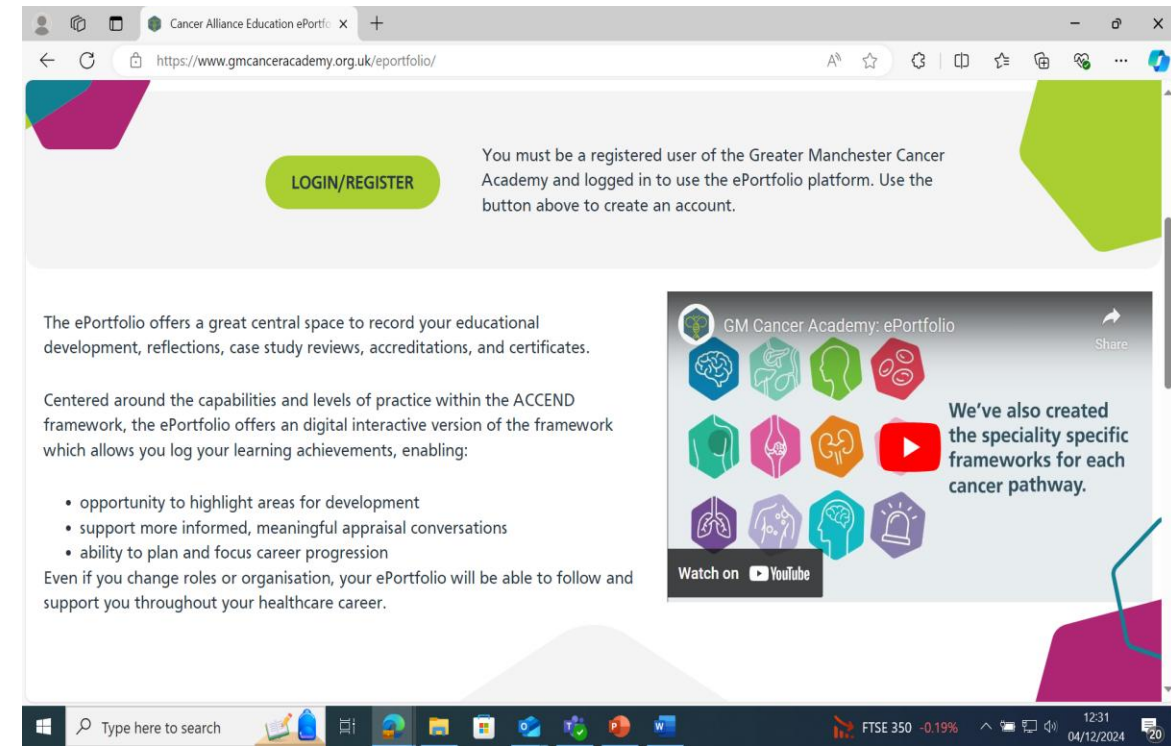 Cancer Alliance Education ePortfo
https://www.gmcanceracademy.org.uk/eportfolio/
LOGIN/REGISTER
You must be a registered user of the Greater Manchester Cancer
Academy and logged in to use the ePortfolio platform. Use the
button above to create an account.
The ePortfolio offers a great central space to record your educational
development, reflections, case study reviews, accreditations, and certificates.
Centered around the capabilities and levels of practice within the ACCEND
framework, the ePortfolio offers an digital interactive version of the framework
which allows you log your learning achievements, enabling:
• opportunity to highlight areas for development
• support more informed, meaningful appraisal conversations
• ability to plan and focus career progression
Even if you change roles or organisation, your ePortfolio will be able to follow and
support you throughout your healthcare career.
GM Cancer Academy: ePortfolio
Share
We've also created
the speciality specific
frameworks for each
cancer pathway.
Watch on YouTube
Type here to search
FTSE 350 -0.19%
12:31
04/12/2024
20